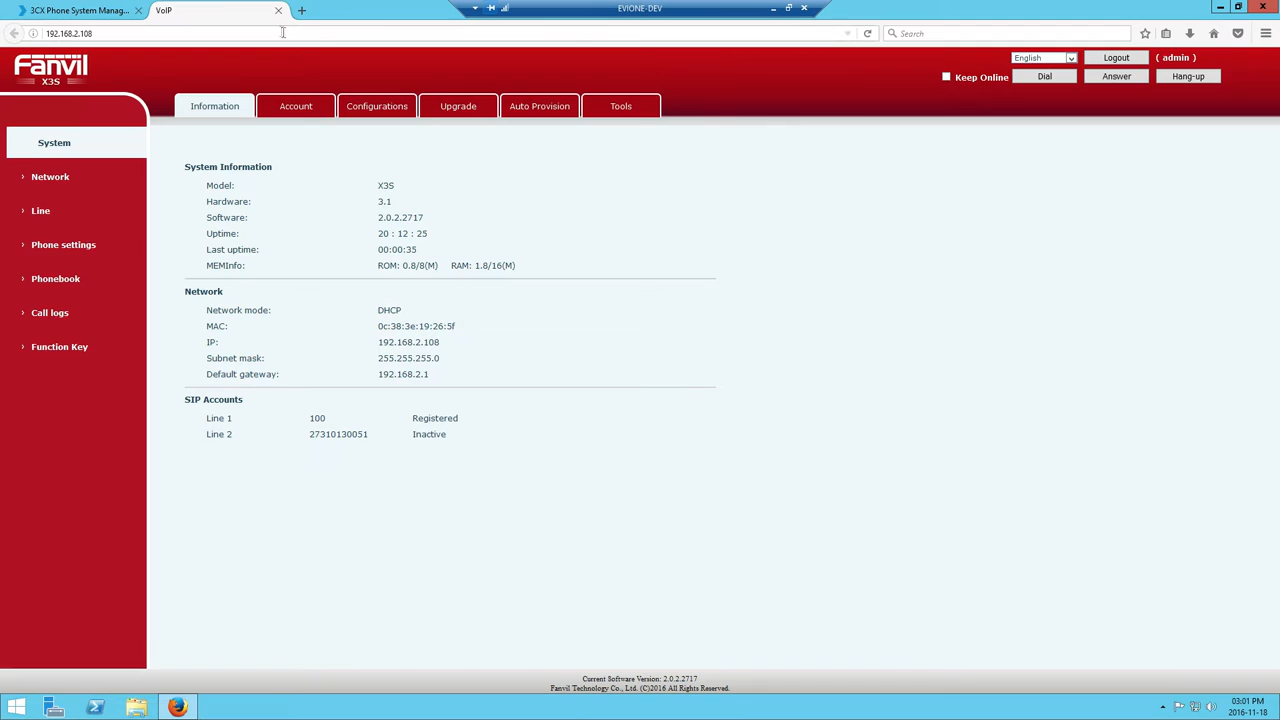 3CX Phone System Manag...
VoIP
EVIONE-DEV
192.168.2.108
Search
Fanvil
X3S
English
Logout
( admin )
Keep Online
Dial
Answer
Hang-up
Information
Account
Configurations
Upgrade
Auto Provision
Tools
System
› Network
› Line
› Phone settings
› Phonebook
› Call logs
› Function Key
System Information
Model: X3S
Hardware: 3.1
Software: 2.0.2.2717
Uptime: 20 : 12 : 25
Last uptime: 00:00:35
MEMInfo: ROM: 0.8/8(M) RAM: 1.8/16(M)
Network
Network mode: DHCP
MAC: 0c:38:3e:19:26:5f
IP: 192.168.2.108
Subnet mask: 255.255.255.0
Default gateway: 192.168.2.1
SIP Accounts
Line 1 100 Registered
Line 2 27310130051 Inactive
Current Software Version: 2.0.2.2717
Fanvil Technology Co., Ltd. (C)2016 All Rights Reserved.
03:01 PM
2016-11-18